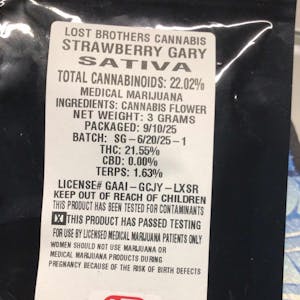 LOST BROTHERS CANNABIS
STRAWBERRY GARY
SATIVA
TOTAL CANNABINOIDS: 22.02%
MEDICAL MARIJUANA
INGREDIENTS: CANNABIS FLOWER
NET WEIGHT: 3 GRAMS
PACKAGED: 9/10/25
BATCH: SG-6/20/25-1
THC: 21.55%
CBD: 0.00%
TERPS: 1.63%
LICENSE# GAAI-GCJY-LXSR
KEEP OUT OF REACH OF CHILDREN
THIS PRODUCT HAS BEEN TESTED FOR CONTAMINANTS
X THIS PRODUCT HAS PASSED TESTING
FOR USE BY LICENSED MEDICAL MARIJUANA PATIENTS ONLY
WOMEN SHOULD NOT USE MARIJUANA OR
MEDICAL MARIJUANA PRODUCTS DURING
PREGNANCY BECAUSE OF THE RISK OF BIRTH DEFECTS